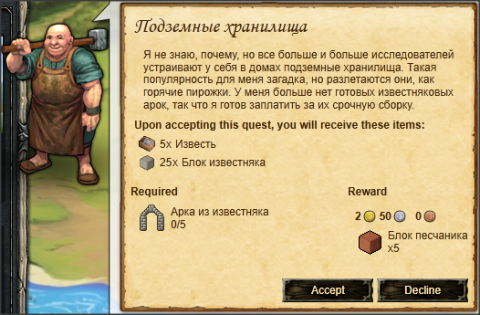 Подземные хранилища
Я не знаю, почему, но все больше и больше исследователей
устраивают у себя в домах подземные хранилища. Такая
популярность для меня загадка, но разлетаются они, как
горячие пирожки. У меня больше нет готовых известняковых
арок, так что я готов заплатить за их срочную сборку.
Upon accepting this quest, you will receive these items:
5x Известь
25x Блок известняка
Required
Арка из известняка
0/5
Reward
2 50 0
Блок песчаника
x5
Accept
Decline